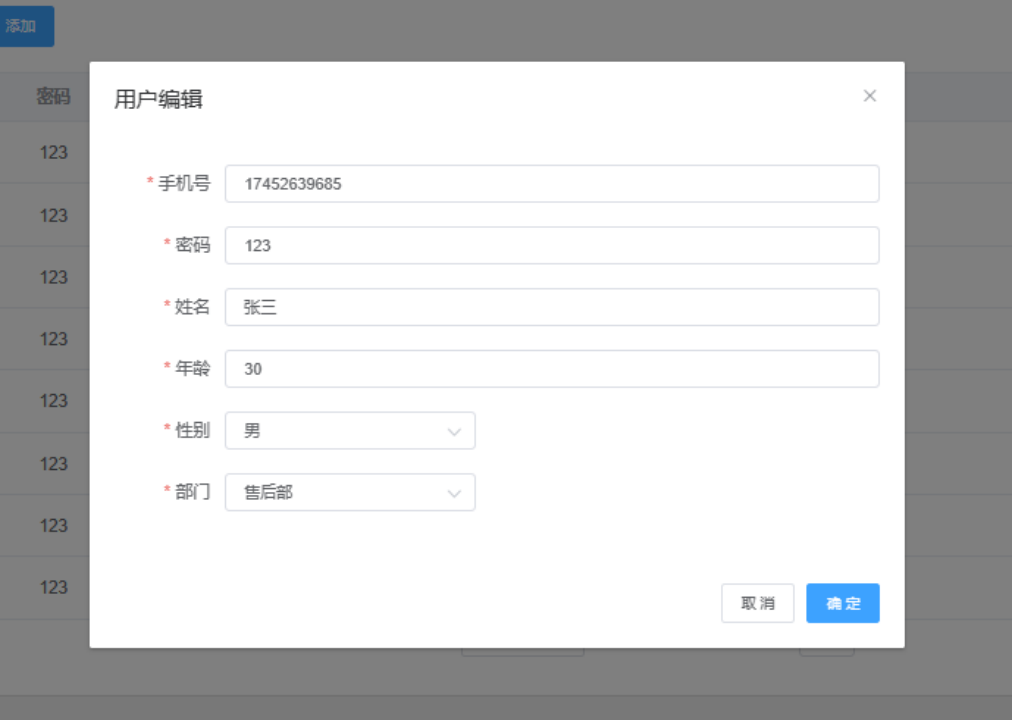 添加
密码
123
123
123
123
123
123
123
123
用户编辑
* 手机号 17452639685
* 密码 123
* 姓名 张三
* 年龄 30
* 性别 男
* 部门 售后部
取消 确定